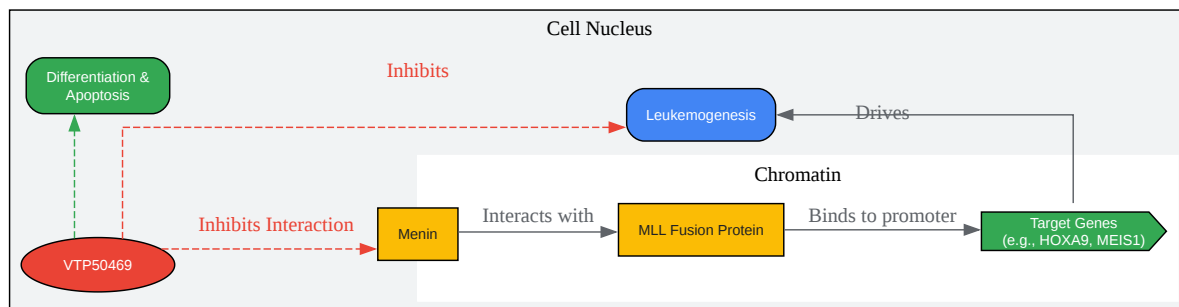 Cell Nucleus
Differentiation &
Apoptosis
Inhibits
Leukemogenesis
Drives
Chromatin
Inhibits Interaction
Menin
Interacts with
MLL Fusion Protein
Binds to promoter
Target Genes
(e.g., HOXA9, MEIS1)
VTP50469